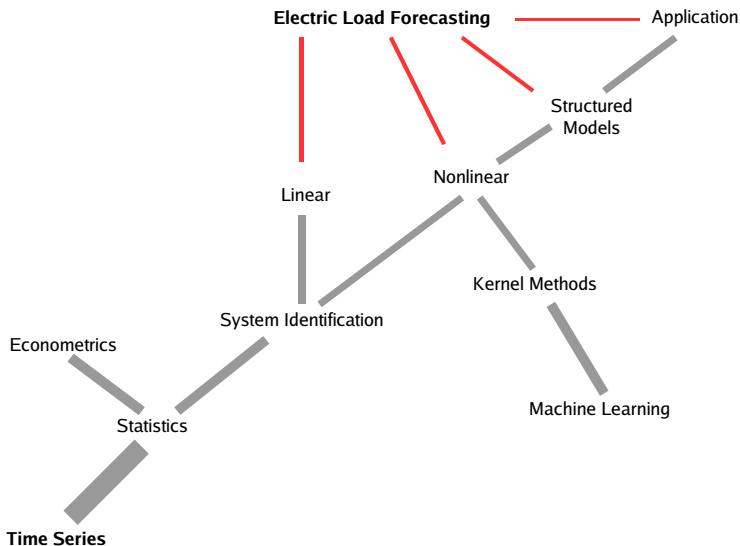 Electric Load Forecasting
Application
Structured
Models
Nonlinear
Linear
Kernel Methods
System Identification
Econometrics
Machine Learning
Statistics
Time Series